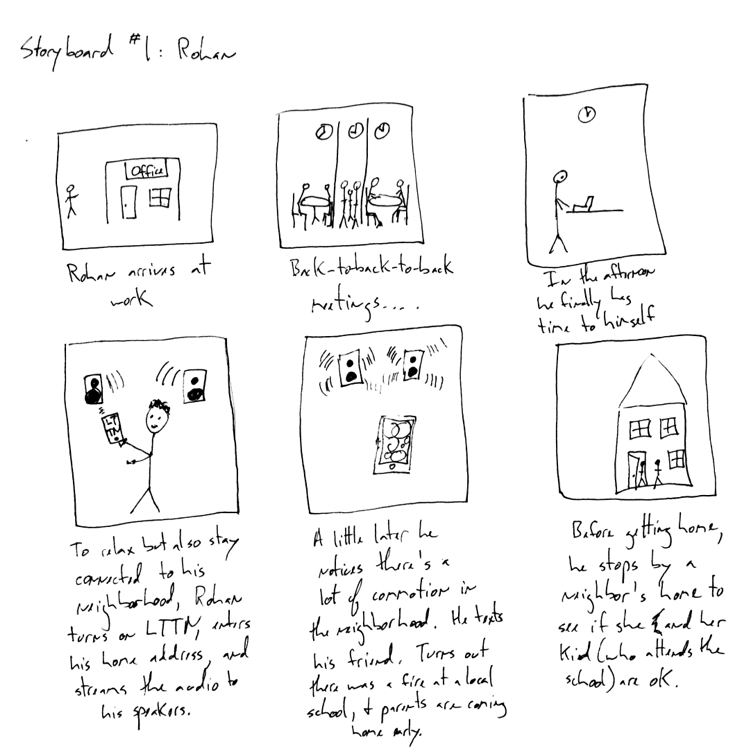 Storyboard #1: Rohan
Office
Rohan arrives at
work
Back-to-back-to-back
meetings....
In the afternoon
he finally has
time to himself
LT
TN
To relax but also stay
connected to his
neighborhood, Rohan
turns on LTTN, enters
his home address, and
streams the audio to
his speakers.
A little later he
notices there's a
lot of commotion in
the neighborhood. He texts
his friend. Turns out
there was a fire at a local
school, + parents are coming
home early.
Before getting home,
he stops by a
neighbor's home to
see if she and her
kid (who attends the
school) are OK.